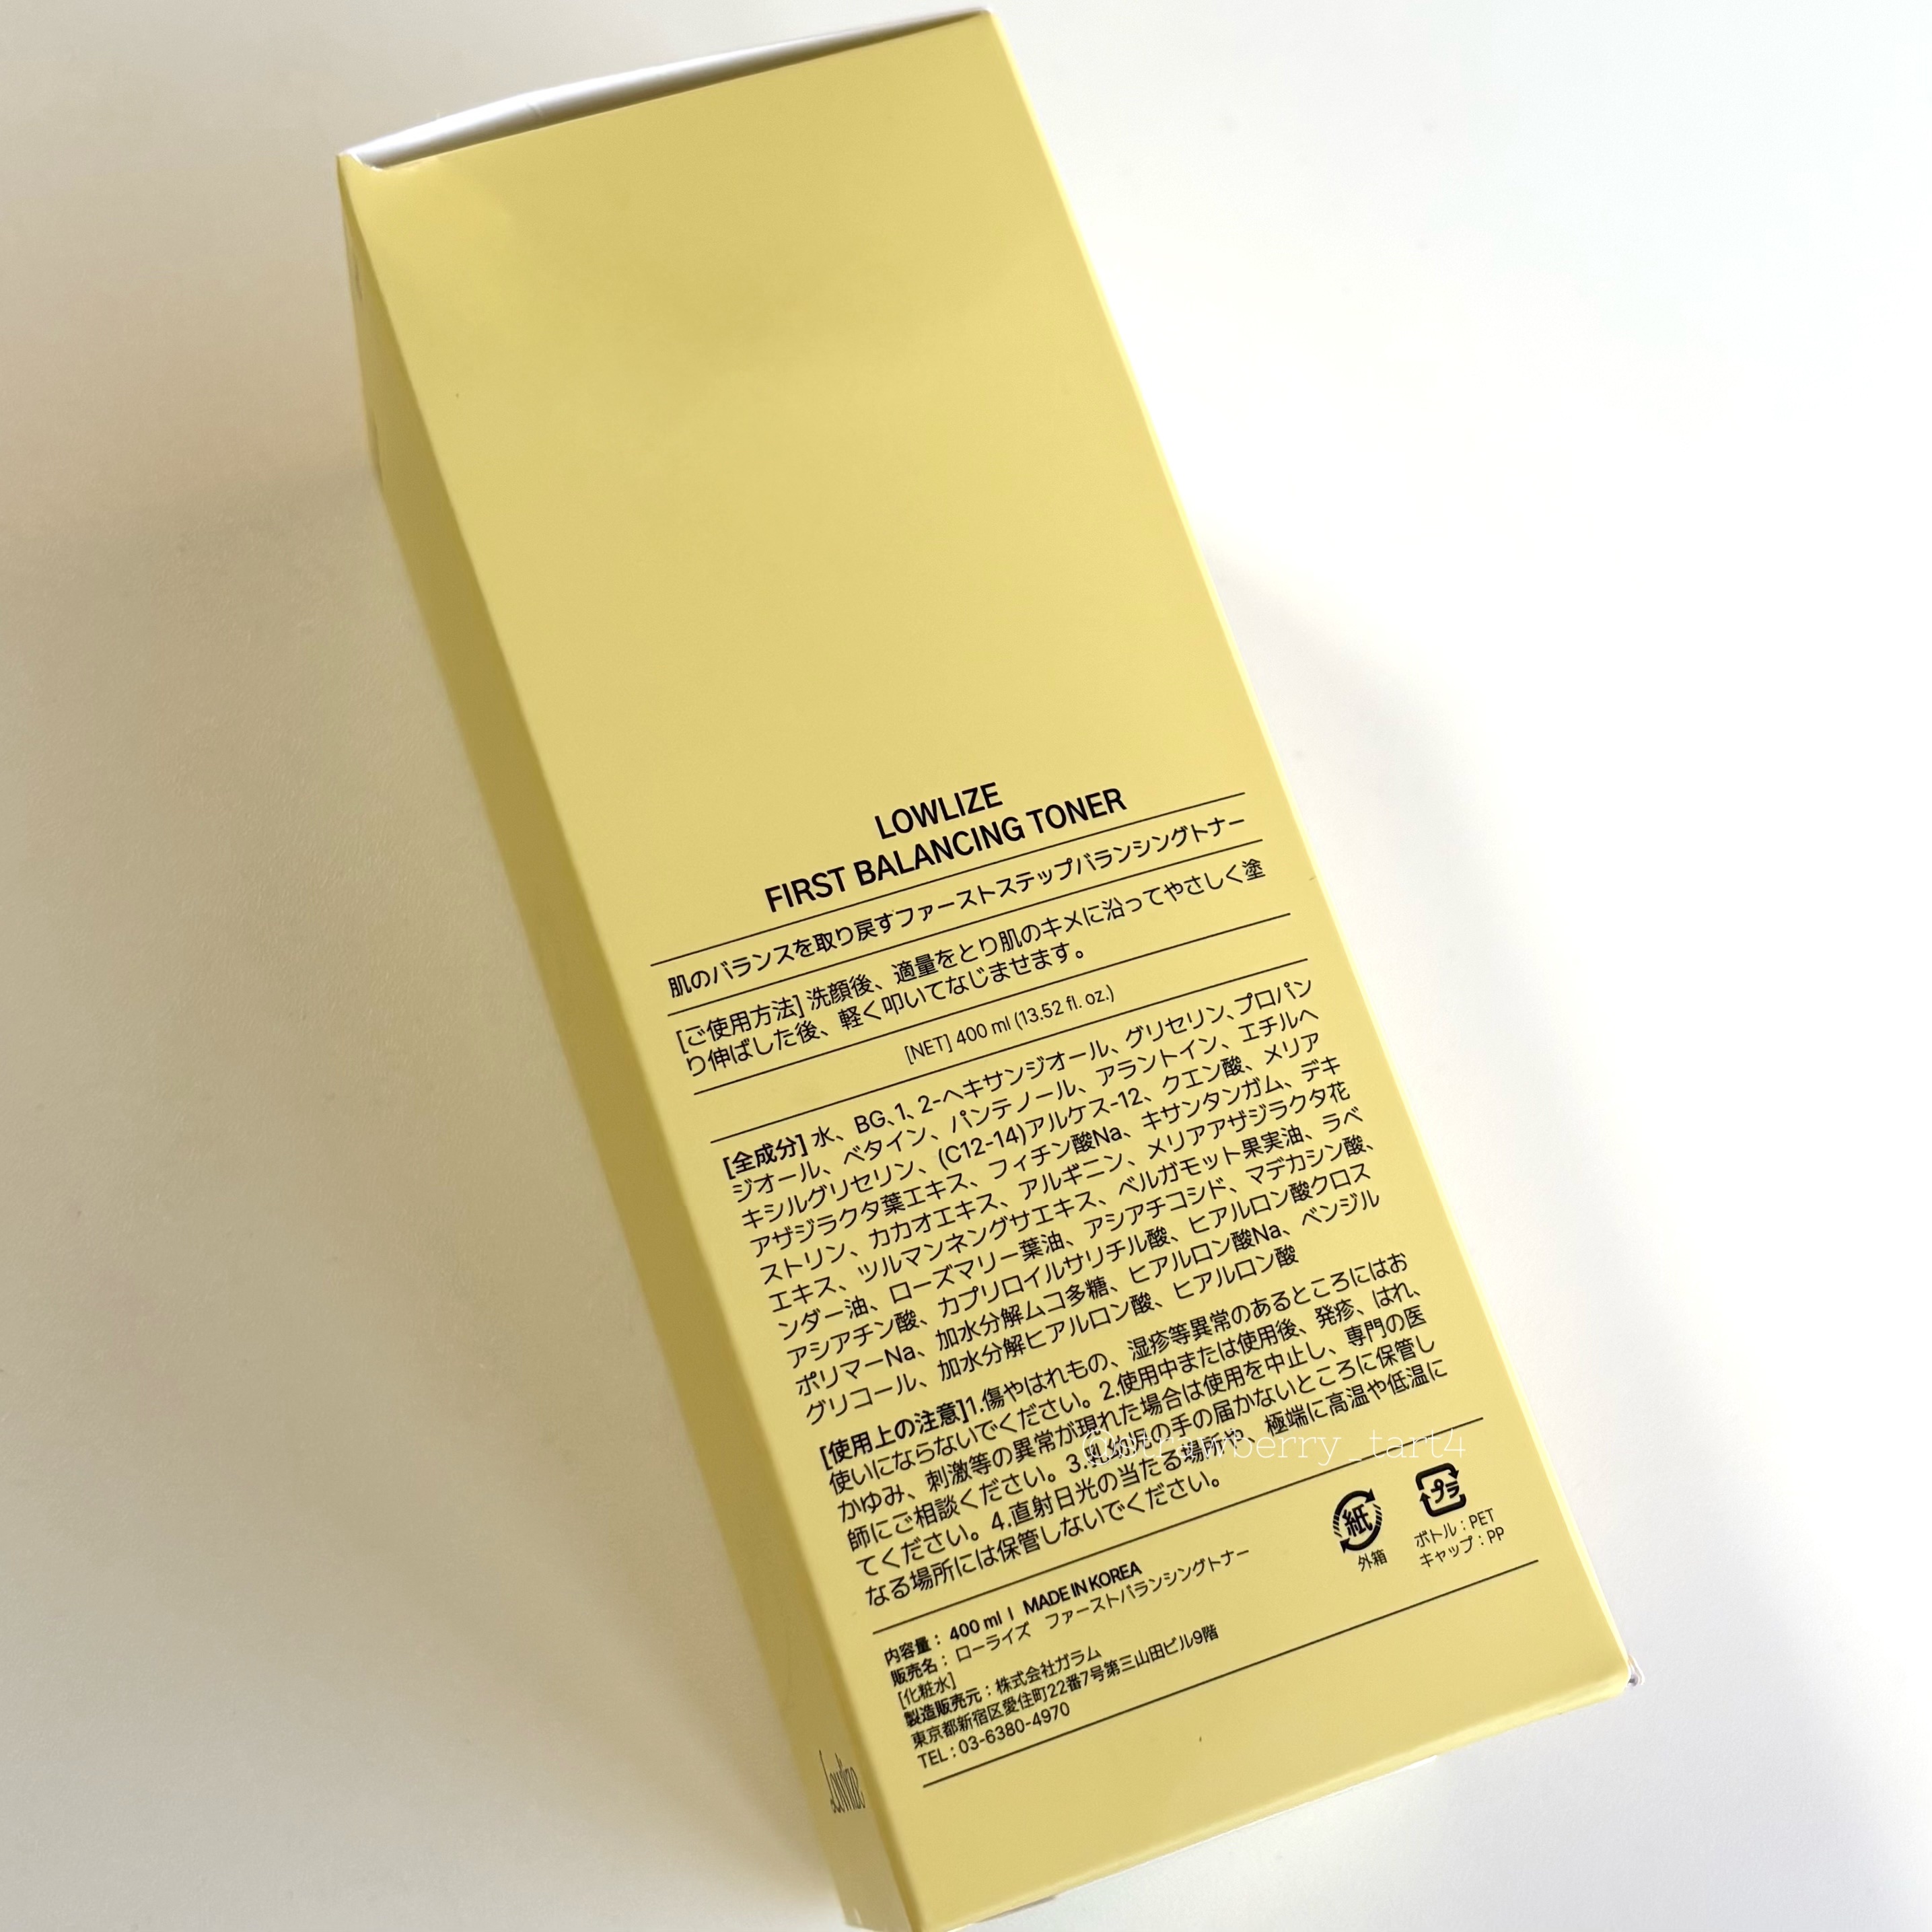 LOWLIZE
FIRST BALANCING TONER
肌のバランスを取り戻すファーストステップバランシングトナー
[ご使用方法] 洗顔後、適量をとり肌のキメに沿ってやさしく塗
り伸ばした後、軽く叩いてなじませます。
[NET] 400 ml (13.52 fl. oz.)
[全成分] 水、BG、1、2-ヘキサンジオール、グリセリン、プロパン
ジオール、ベタイン、パンテノール、アラントイン、エチルヘ
キシルグリセリン、(C12-14)アルケス-12、クエン酸、メリア
アザジラクタ葉エキス、フィチン酸Na、キサンタンガム、デキ
ストリン、カカオエキス、アルギニン、メリアアザジラクタ花
エキス、ツルマンネングサエキス、ベルガモット果実油、ラベ
ンダー油、ローズマリー葉油、アシアチコシド、マデカシン酸、
アシアチン酸、カプリロイルサリチル酸、ヒアルロン酸クロス
ポリマーNa、加水分解ムコ多糖、ヒアルロン酸Na、ベンジル
グリコール、加水分解ヒアルロン酸、ヒアルロン酸
[使用上の注意]1.傷やはれもの、湿疹等異常のあるところにはお
使いにならないでください。2.使用中または使用後、発疹、はれ、
かゆみ、刺激等の異常が現れた場合は使用を中止し、専門の医
師にご相談ください。3.乳幼児の手の届かないところに保管し
てください。4.直射日光の当たる場所や、極端に高温や低温に
なる場所には保管しないでください。
@strawberry_tart4
紙
外箱
プラ
ボトル：PET
キャップ：PP
内容量： 400 ml | MADE IN KOREA
販売名： ローライズ ファーストバランシングトナー
[化粧水]
製造販売元：株式会社ガラム
東京都新宿区愛住町22番7号第三山田ビル9階
TEL : 03-6380-4970
Lowlize